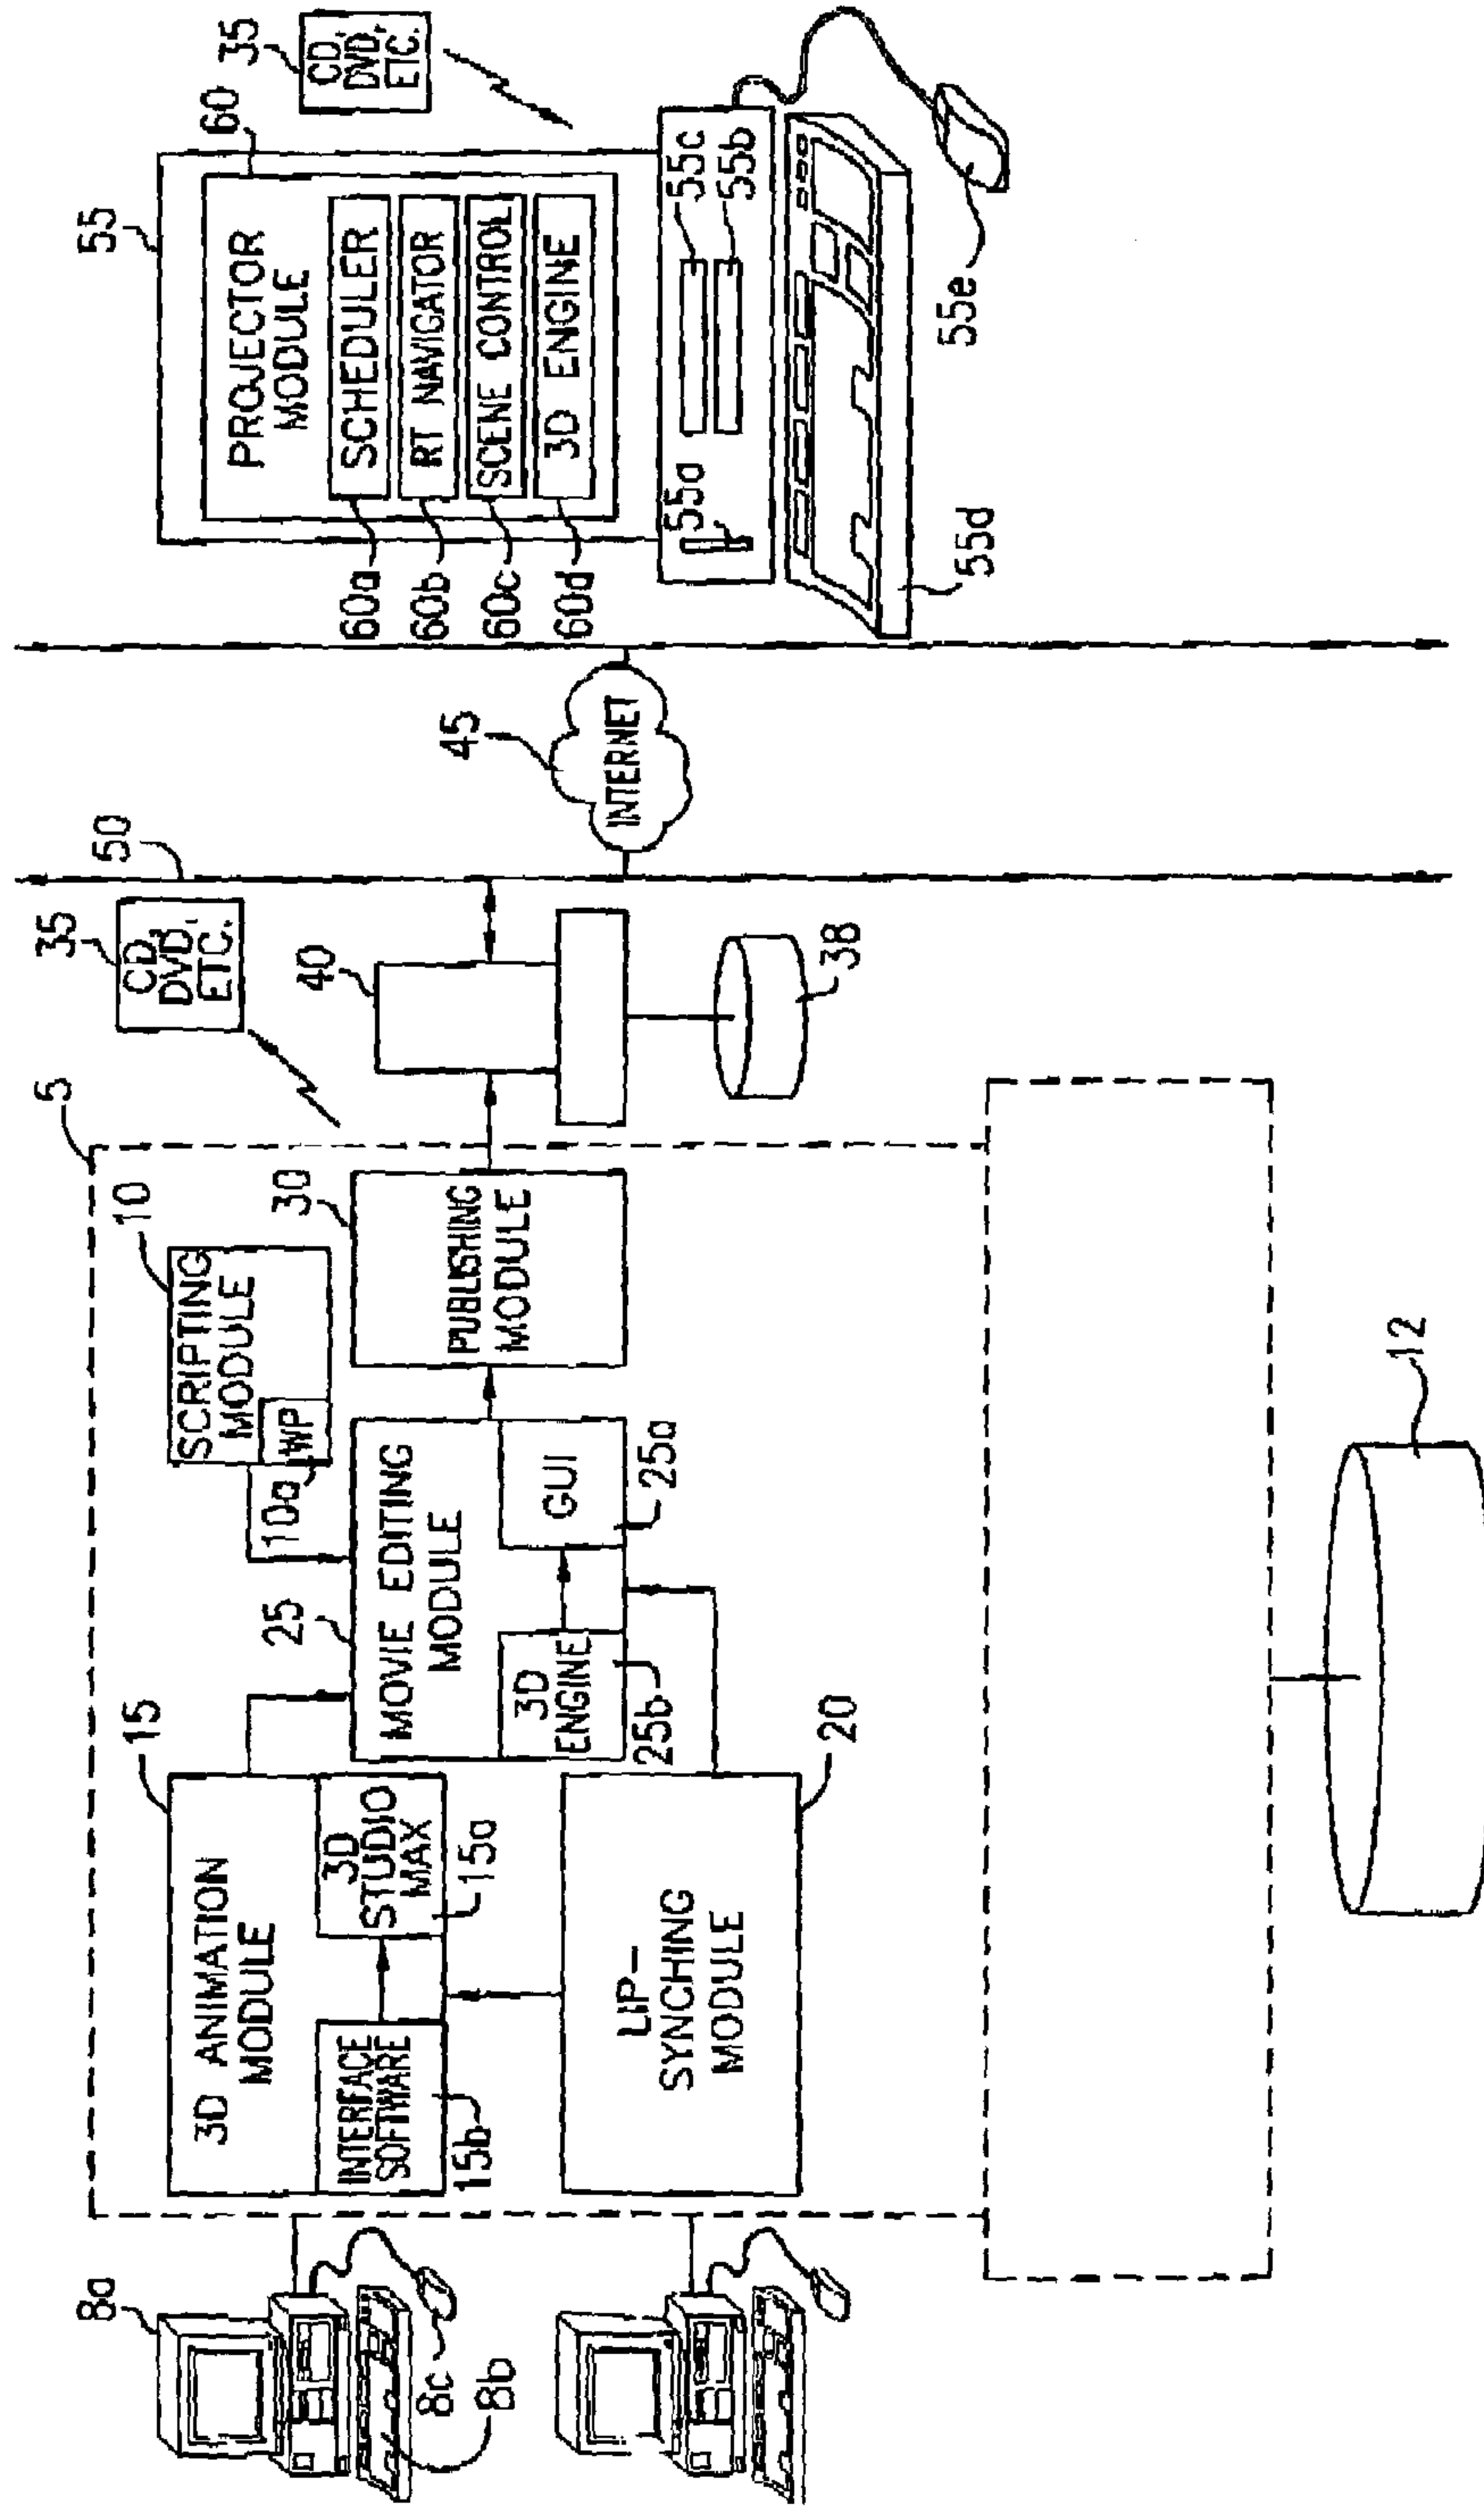 8a
8c
8b
15
3D ANIMATION
MODULE
INTERFACE
SOFTWARE
15b
3D
STUDIO
MAX
15a
LIP-
SYNCHING
MODULE
20
5
10
SCRIPTING
MODULE
WP
10a
25
MOVIE EDITING
MODULE
3D
ENGINE
25b
GUI
25a
30
PUBLISHING
MODULE
12
35
CD,
DVD,
ETC.
40
38
50
45
INTERNET
55
60
PROJECTOR
MODULE
SCHEDULER
RT NAVIGATOR
SCENE CONTROL
3D ENGINE
60a
60b
60c
60d
35
CD,
DVD,
ETC.
55a
55c
55b
55d
55e